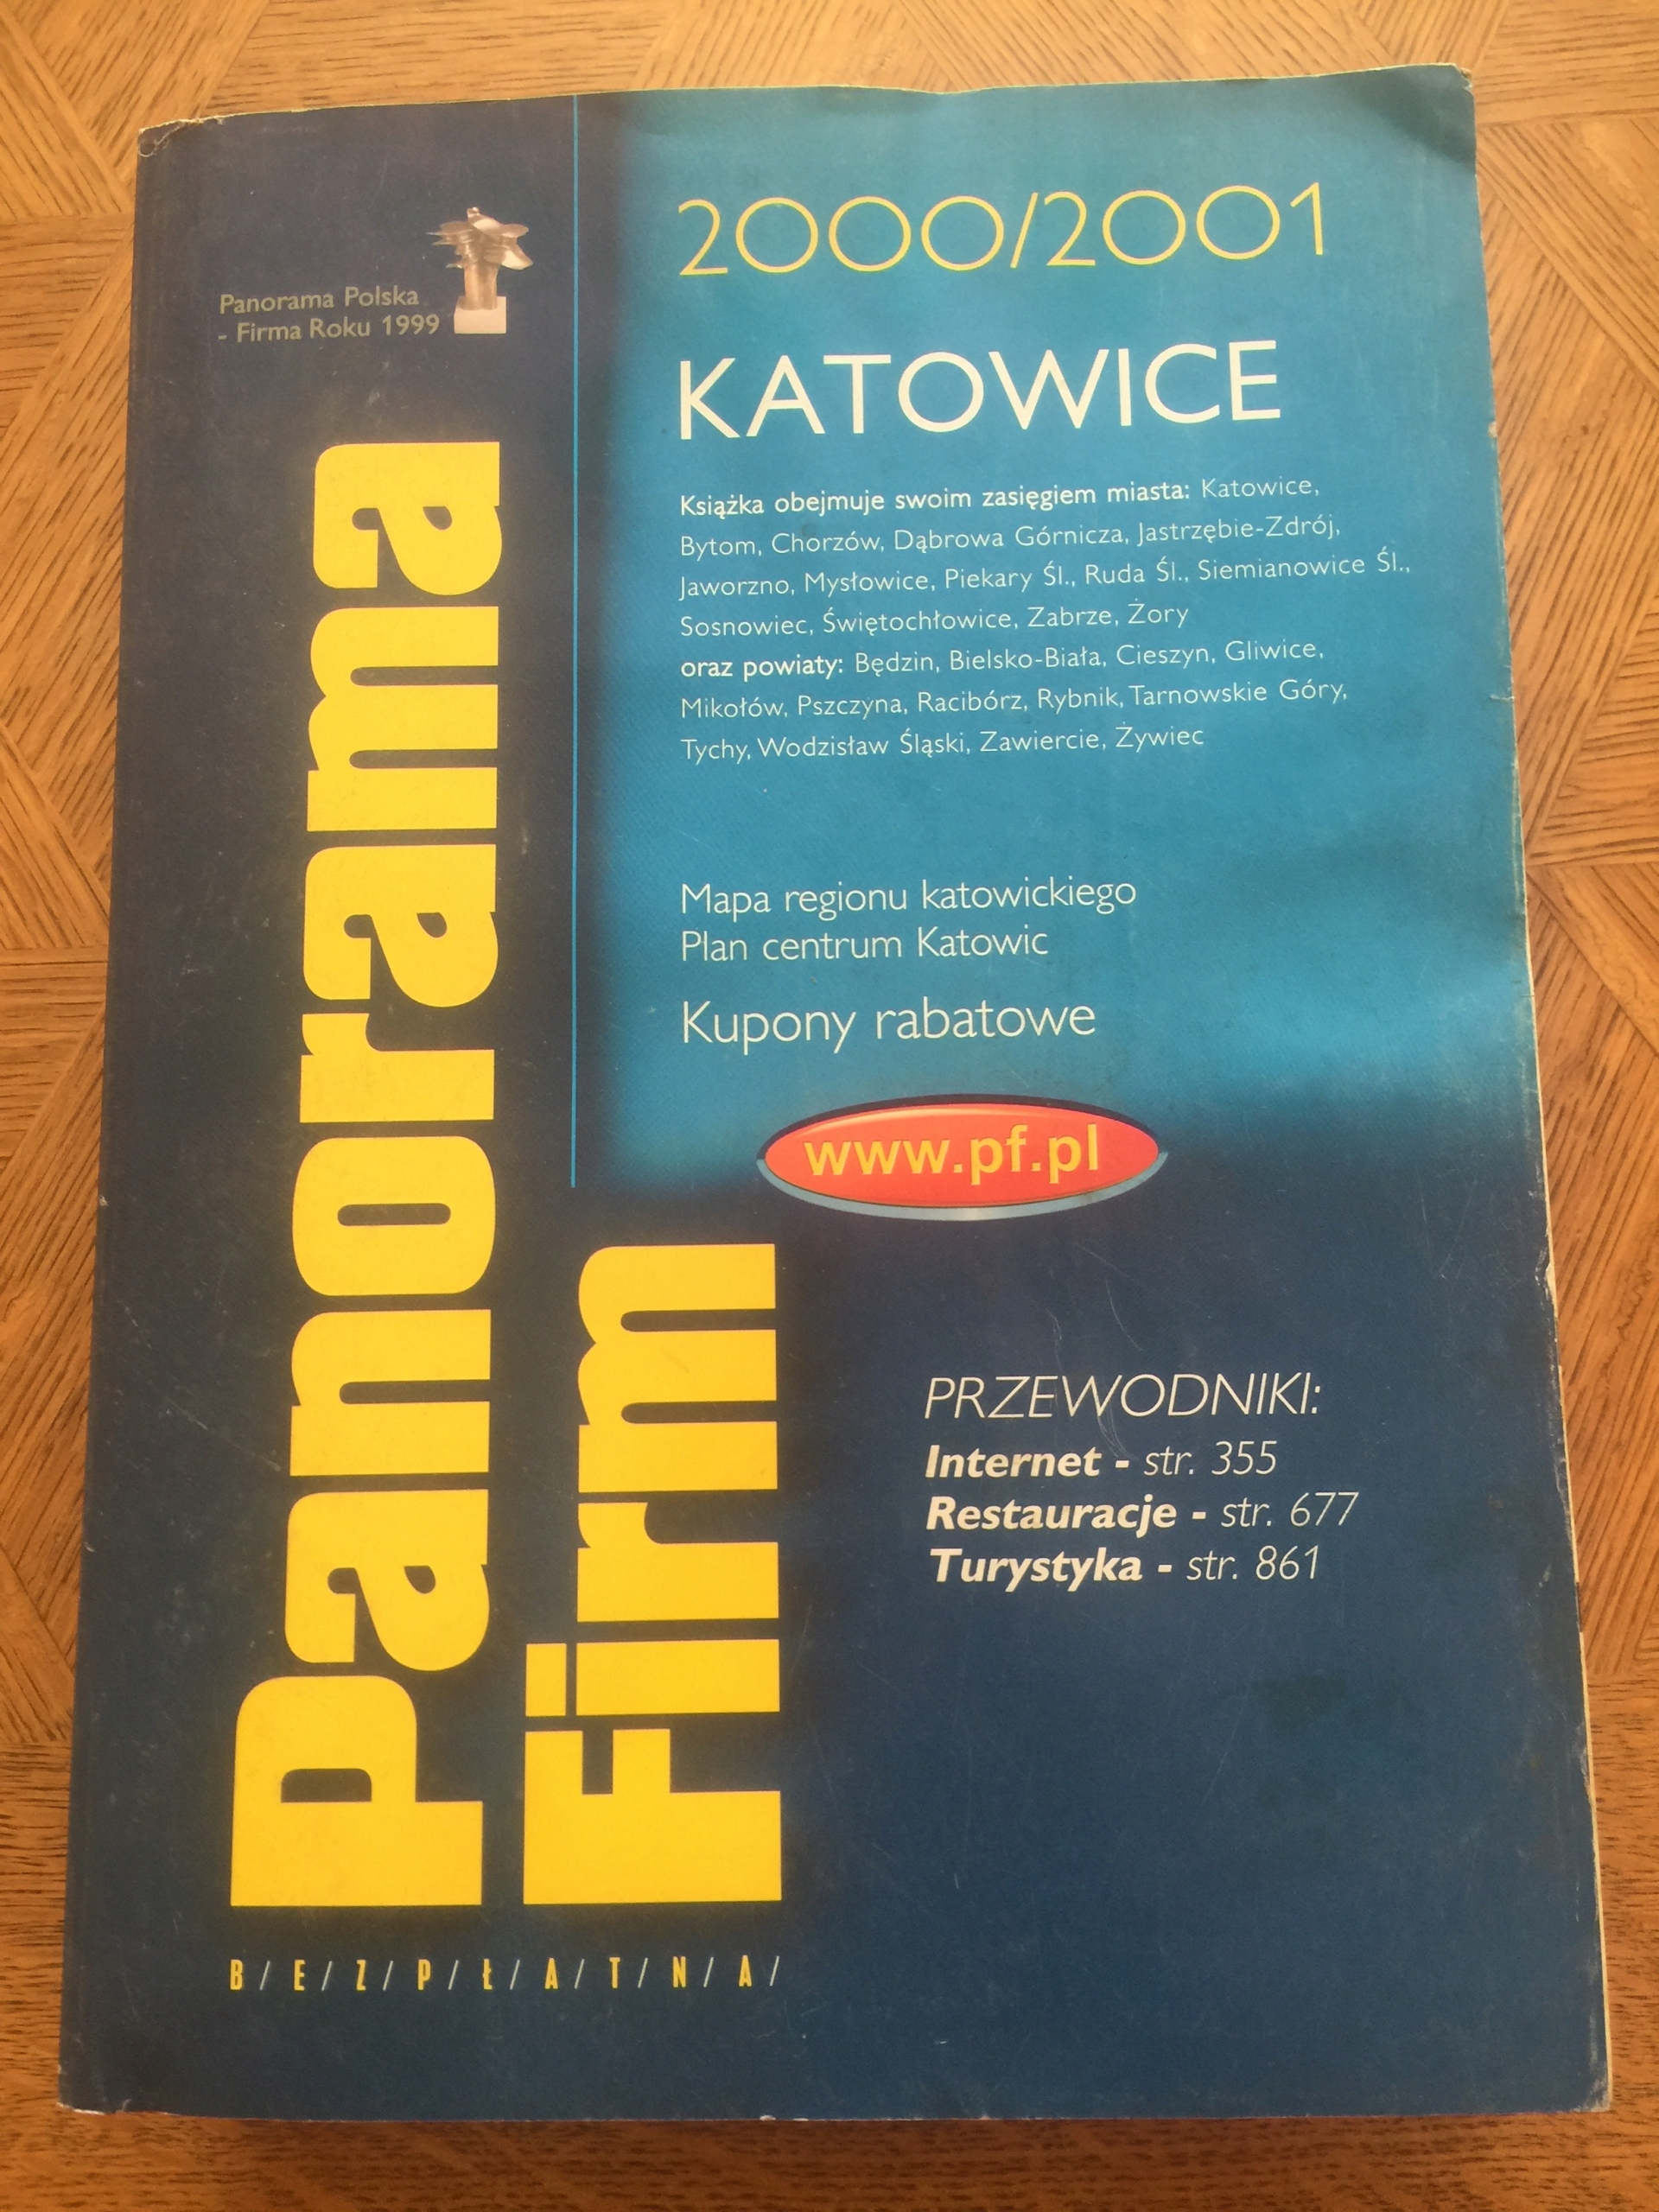 Panorama Polska
- Firma Roku 1999
2000/2001
KATOWICE
Książka obejmuje swoim zasięgiem miasta: Katowice,
Bytom, Chorzów, Dąbrowa Górnicza, Jastrzębie-Zdrój,
Jaworzno, Mysłowice, Piekary Śl., Ruda Śl., Siemianowice Śl.,
Sosnowiec, Świętochłowice, Zabrze, Żory
oraz powiaty: Będzin, Bielsko-Biała, Cieszyn, Gliwice,
Mikołów, Pszczyna, Racibórz, Rybnik, Tarnowskie Góry,
Tychy, Wodzisław Śląski, Zawiercie, Żywiec
Mapa regionu katowickiego
Plan centrum Katowic
Kupony rabatowe
www.pf.pl
Panorama
Firm
PRZEWODNIKI:
Internet - str. 355
Restauracje - str. 677
Turystyka - str. 861
B/E/Z/P/Ł/A/T/N/A/